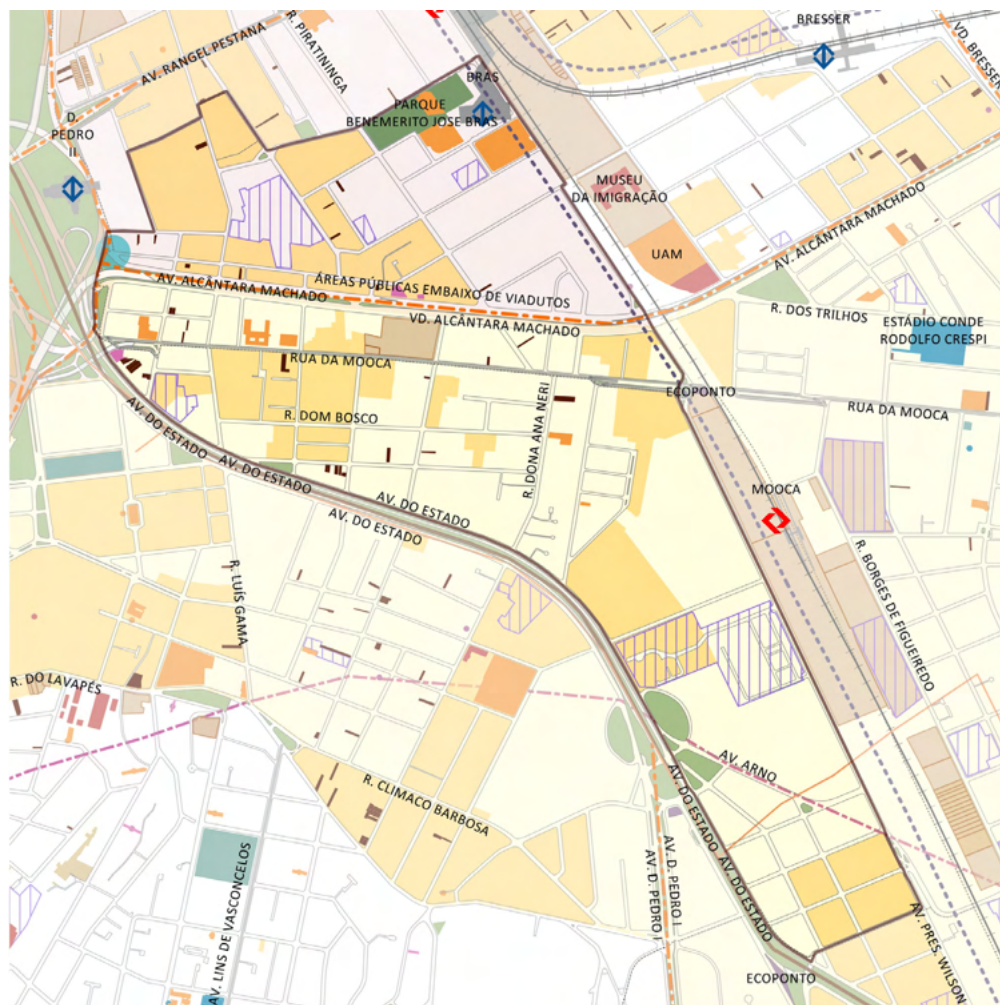 BRESSER
VD. BRESSER
AV. RANGEL PESTANA
R. PIRATININGA
BRÁS
PARQUE
BENEMERITO JOSE BRÁS
D.
PEDRO
II
MUSEU
DA IMIGRAÇÃO
UAM
AV. ALCÂNTARA MACHADO
ÁREAS PÚBLICAS EMBAIXO DE VIADUTOS
AV. ALCÂNTARA MACHADO
VD. ALCÂNTARA MACHADO
R. DOS TRILHOS
ESTÁDIO CONDE
RODOLFO CRESPI
RUA DA MOOCA
ECOPONTO
RUA DA MOOCA
R. DOM BOSCO
R. DONA ANA NERI
AV. DO ESTADO
AV. DO ESTADO
AV. DO ESTADO
AV. DO ESTADO
MOOCA
R. BORGES DE FIGUEIREDO
R. LUÍS GAMA
R. DO LAVAPÉS
R. CLIMACO BARBOSA
AV. ARNO
AV. DO ESTADO
AV. DO ESTADO
AV. D. PEDRO I
AV. D. PEDRO I
AV. LINS DE VASCONCELOS
AV. PRES. WILSON
ECOPONTO